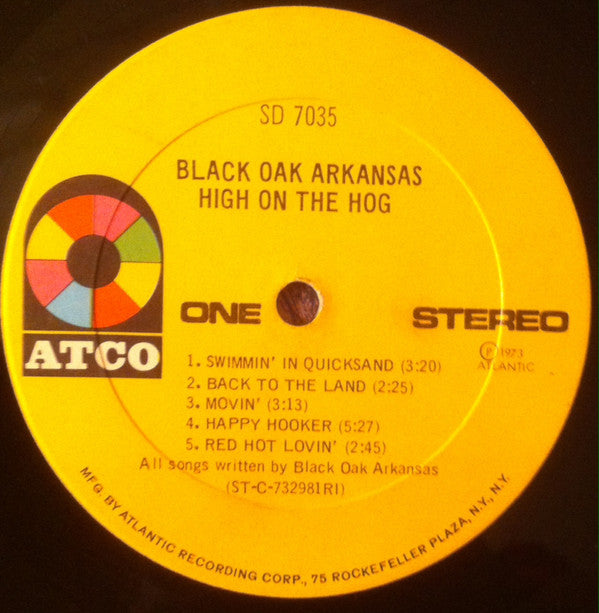 SD 7035
BLACK OAK ARKANSAS
HIGH ON THE HOG
ATCO
ONE
STEREO
℗ 1973
ATLANTIC
1. SWIMMIN' IN QUICKSAND (3:20)
2. BACK TO THE LAND (2:25)
3. MOVIN' (3:13)
4. HAPPY HOOKER (5:27)
5. RED HOT LOVIN' (2:45)
All songs written by Black Oak Arkansas
(ST-C-732981RI)
MFG. BY ATLANTIC RECORDING CORP., 75 ROCKEFELLER PLAZA, N.Y., N.Y.